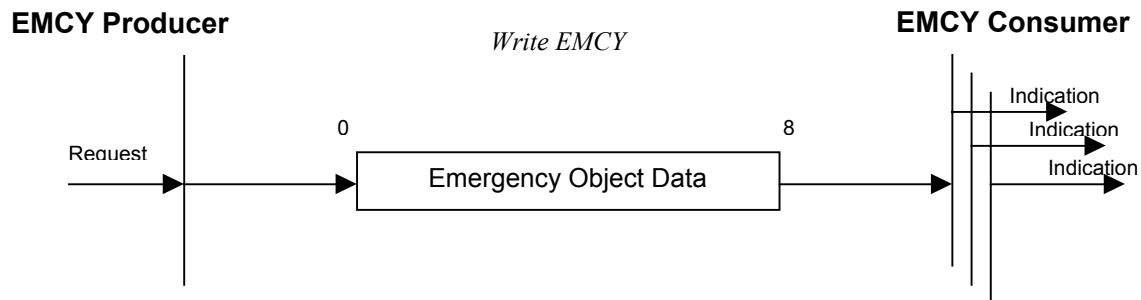 EMCY Producer
Write EMCY
EMCY Consumer
Indication
0
8
Indication
Request
Indication
Emergency Object Data